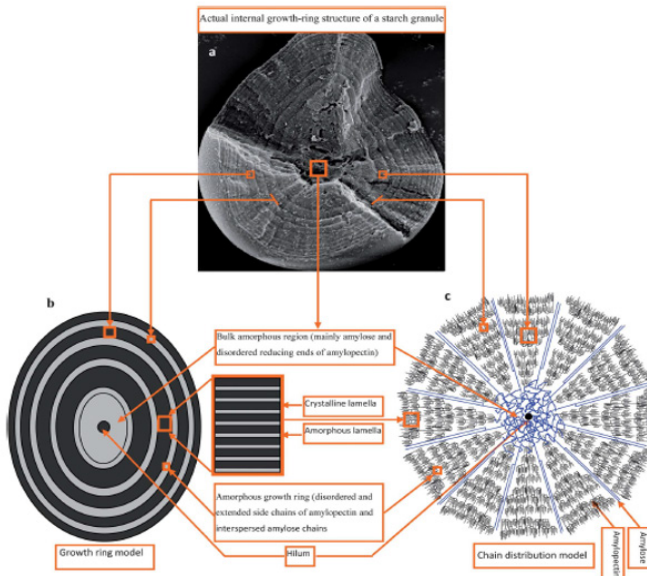 Actual internal growth-ring structure of a starch granule
a
b
c
Bulk amorphous region (mainly amylose and
disordered reducing ends of amylopectin)
Crystalline lamella
Amorphous lamella
Amorphous growth ring (disordered and
extended side chains of amylopectin and
interspersed amylose chains
Growth ring model
Hilum
Chain distribution model
Amylopectin
Amylose